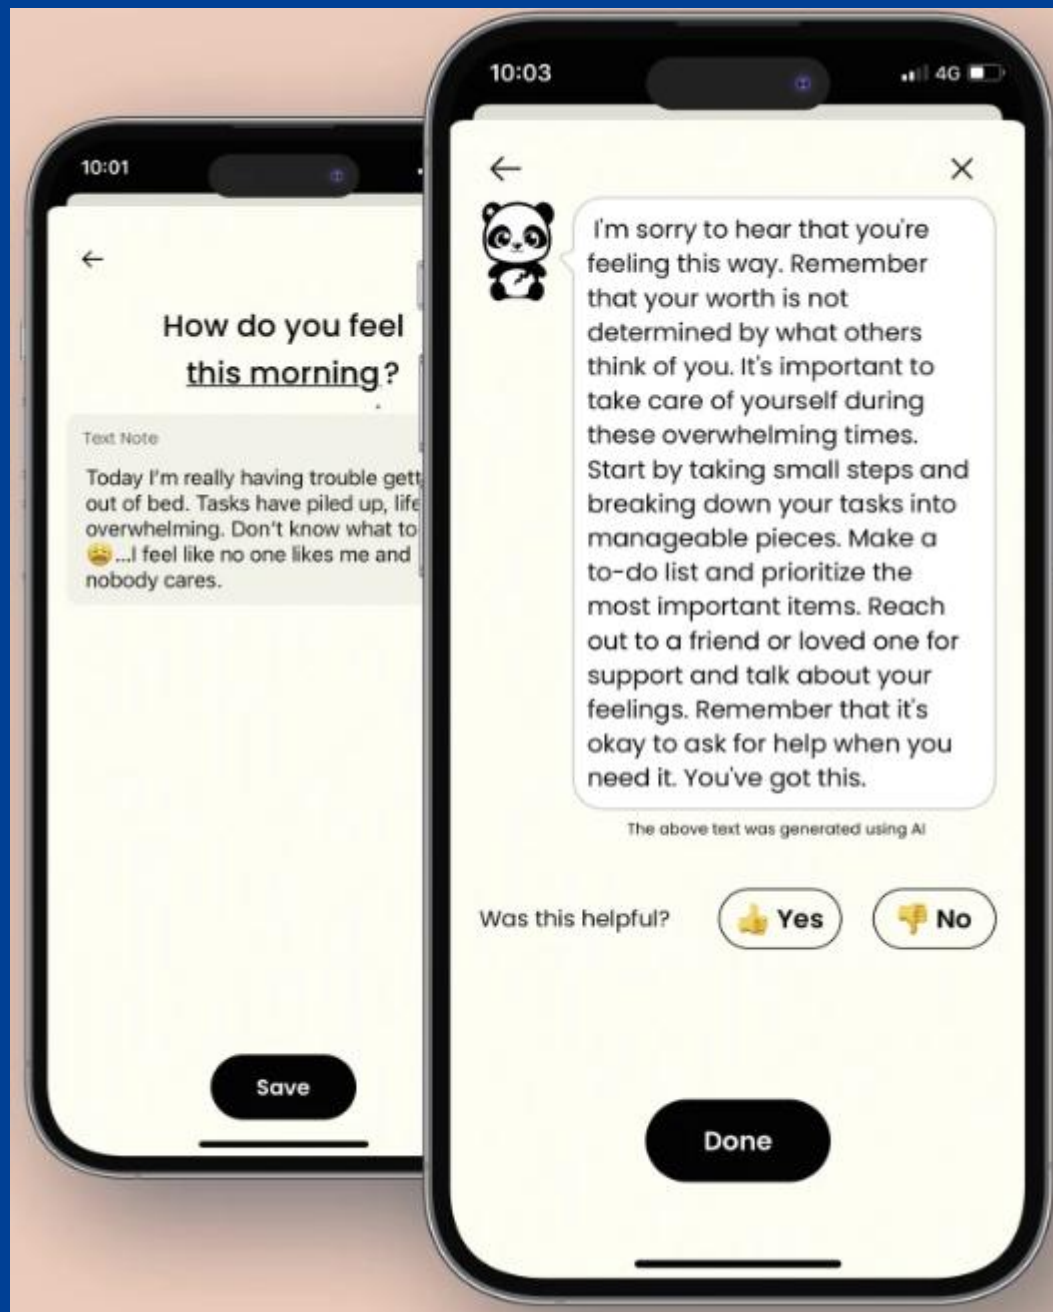 10:01
How do you feel
this morning?
Text Note
Today I'm really having trouble gett
out of bed. Tasks have piled up, life
overwhelming. Don't know what to
😩...I feel like no one likes me and
nobody cares.
Save
10:03
4G
I'm sorry to hear that you're
feeling this way. Remember
that your worth is not
determined by what others
think of you. It's important to
take care of yourself during
these overwhelming times.
Start by taking small steps and
breaking down your tasks into
manageable pieces. Make a
to-do list and prioritize the
most important items. Reach
out to a friend or loved one for
support and talk about your
feelings. Remember that it's
okay to ask for help when you
need it. You've got this.
The above text was generated using AI
Was this helpful? 👍 Yes 👎 No
Done